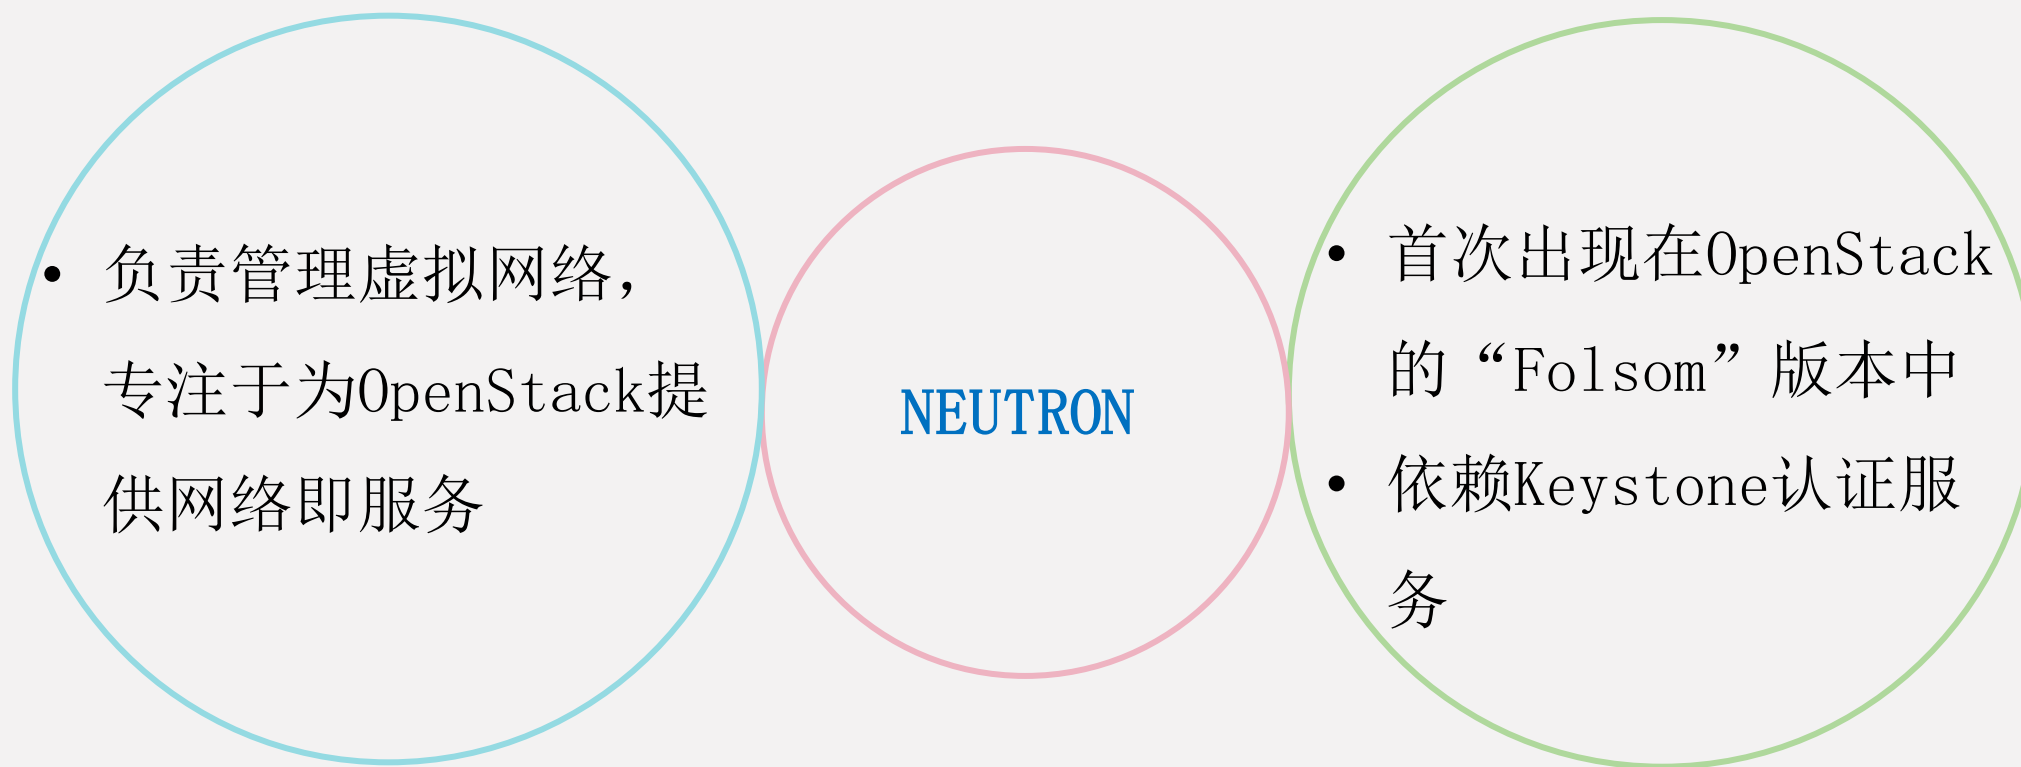 • 负责管理虚拟网络，
专注于为OpenStack提
供网络即服务
NEUTRON
• 首次出现在OpenStack
的“Folsom”版本中
• 依赖Keystone认证服
务